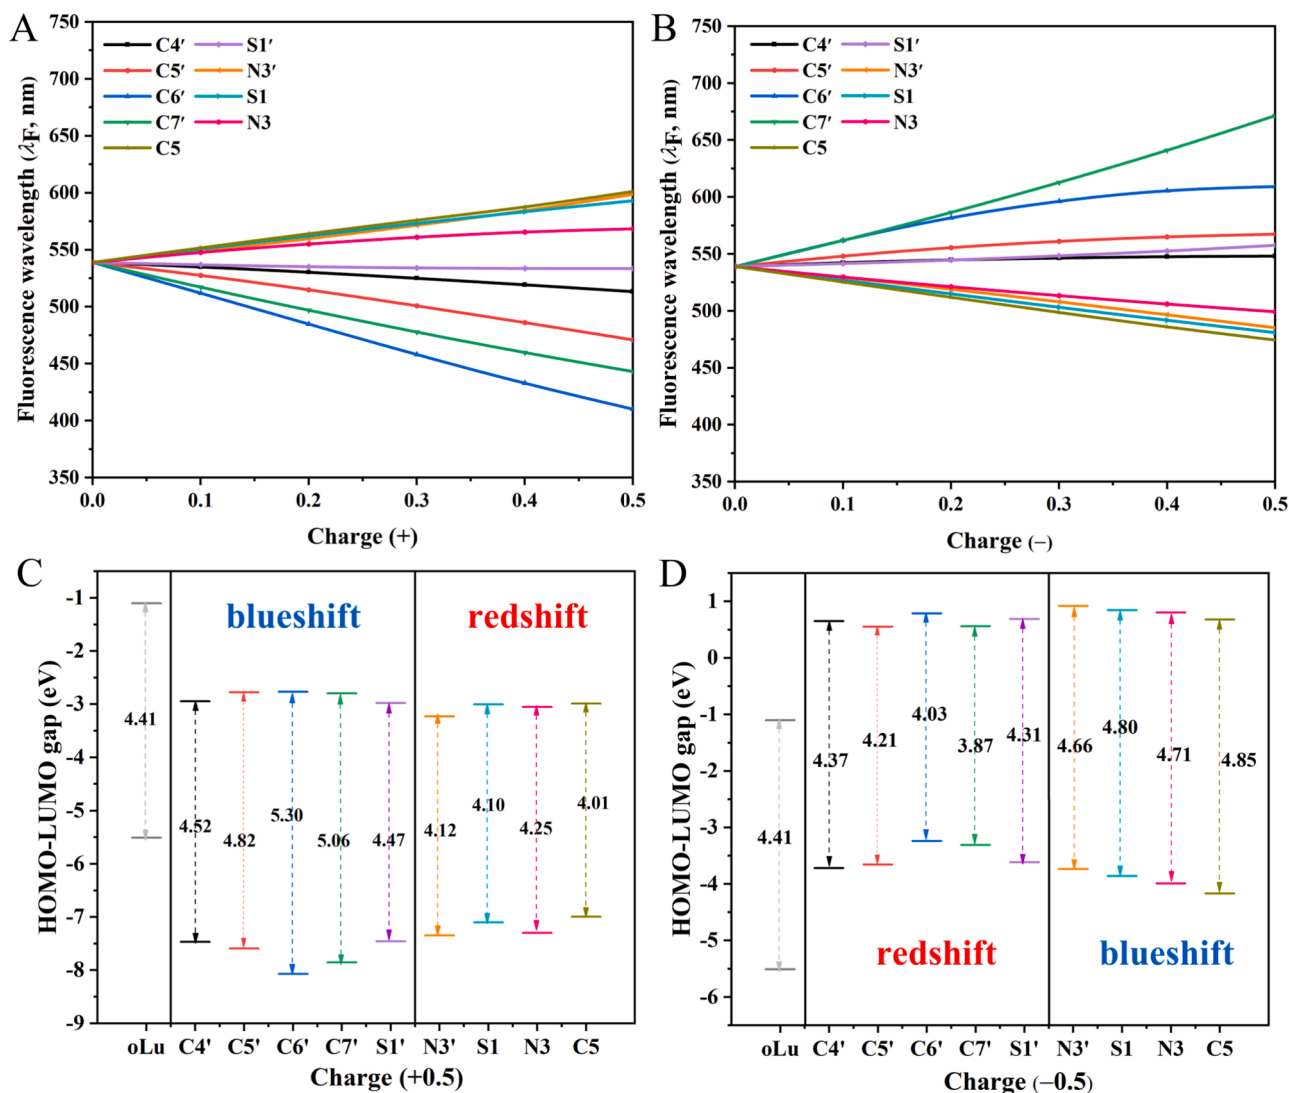 A
Fluorescence wavelength (λF, nm)
750
700
650
600
550
500
450
400
350
C4′
C5′
C6′
C7′
C5
S1′
N3′
S1
N3
0.0 0.1 0.2 0.3 0.4 0.5
Charge (+)
B
Fluorescence wavelength (λF, nm)
750
700
650
600
550
500
450
400
350
C4′
C5′
C6′
C7′
C5
S1′
N3′
S1
N3
0.0 0.1 0.2 0.3 0.4 0.5
Charge (−)
C
HOMO-LUMO gap (eV)
-1
-2
-3
-4
-5
-6
-7
-8
-9
blueshift
redshift
4.41
4.52
4.82
5.30
5.06
4.47
4.12
4.10
4.25
4.01
oLu C4' C5' C6' C7' S1' N3' S1 N3 C5
Charge (+0.5)
D
HOMO-LUMO gap (eV)
1
0
-1
-2
-3
-4
-5
-6
4.41
4.37
4.21
4.03
3.87
4.31
4.66
4.80
4.71
4.85
redshift
blueshift
oLu C4' C5' C6' C7' S1' N3' S1 N3 C5
Charge (−0.5)